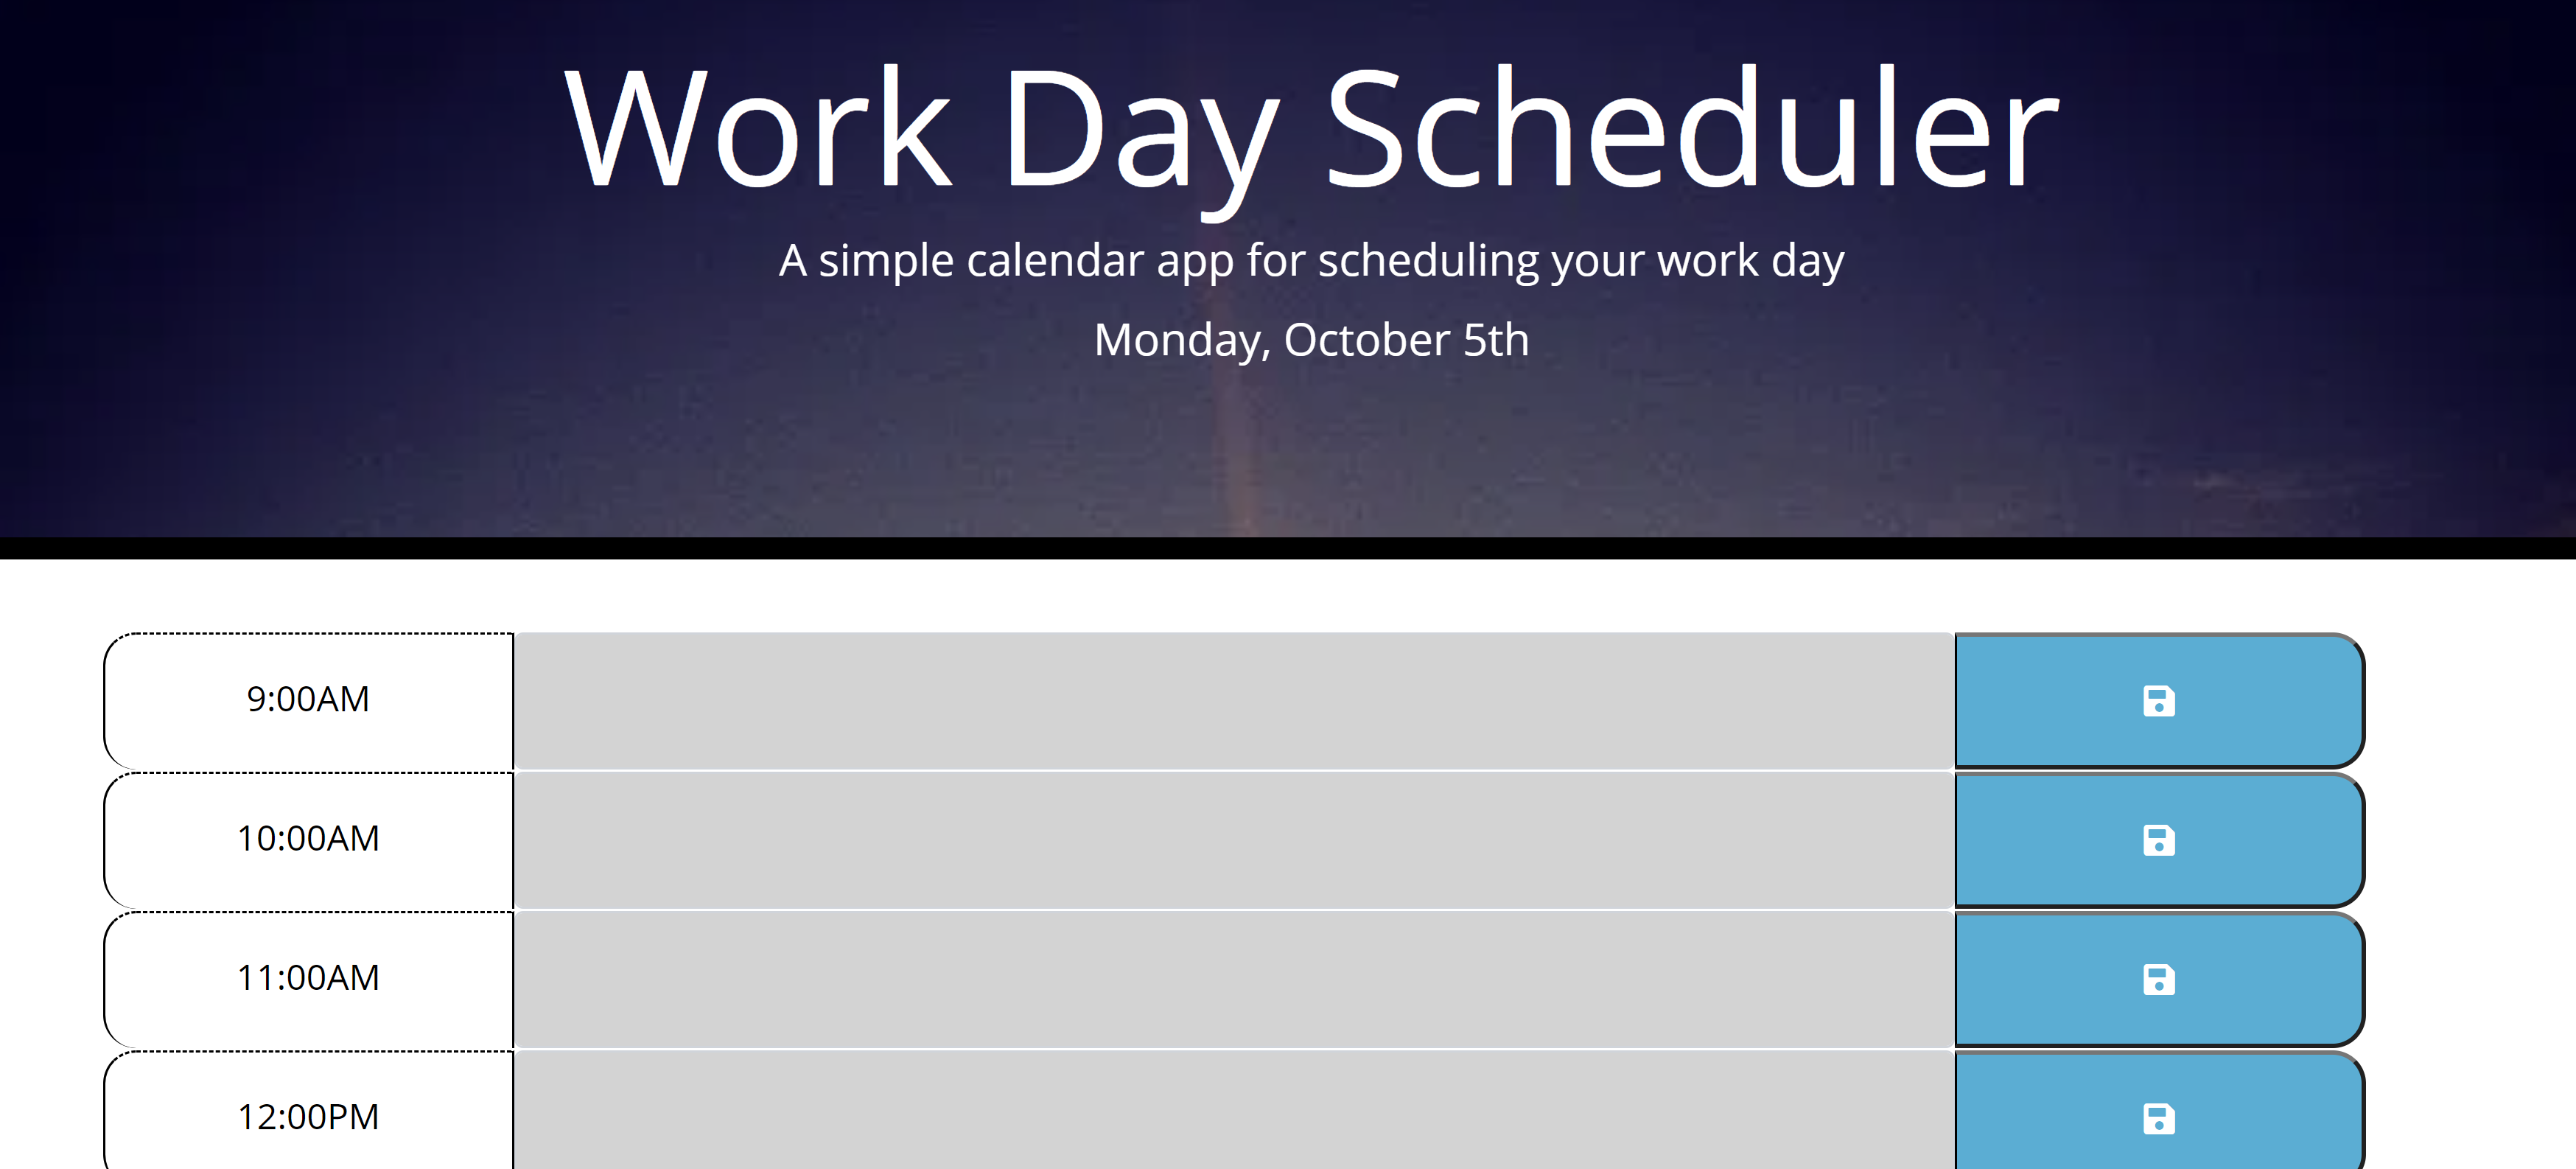 Work Day Scheduler
A simple calendar app for scheduling your work day
Monday, October 5th
9:00AM
10:00AM
11:00AM
12:00PM